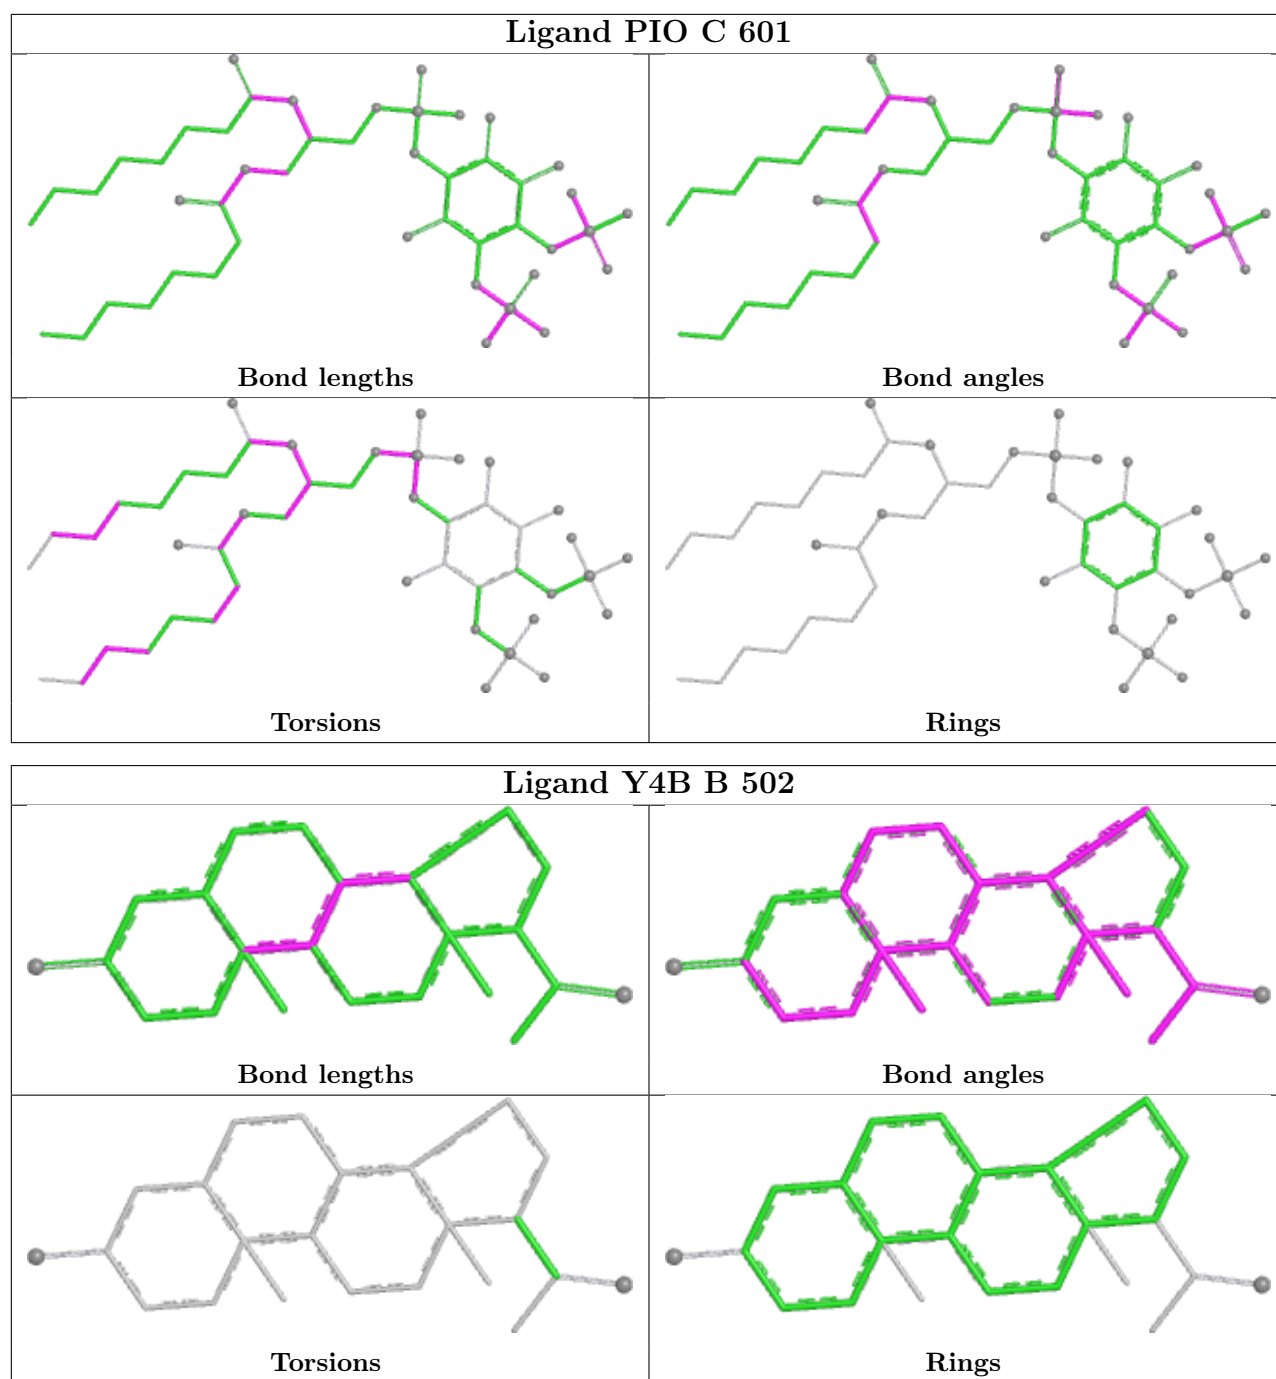 Ligand PIO C 601
Bond lengths
Bond angles
Torsions
Rings
Ligand Y4B B 502
Bond lengths
Bond angles
Torsions
Rings